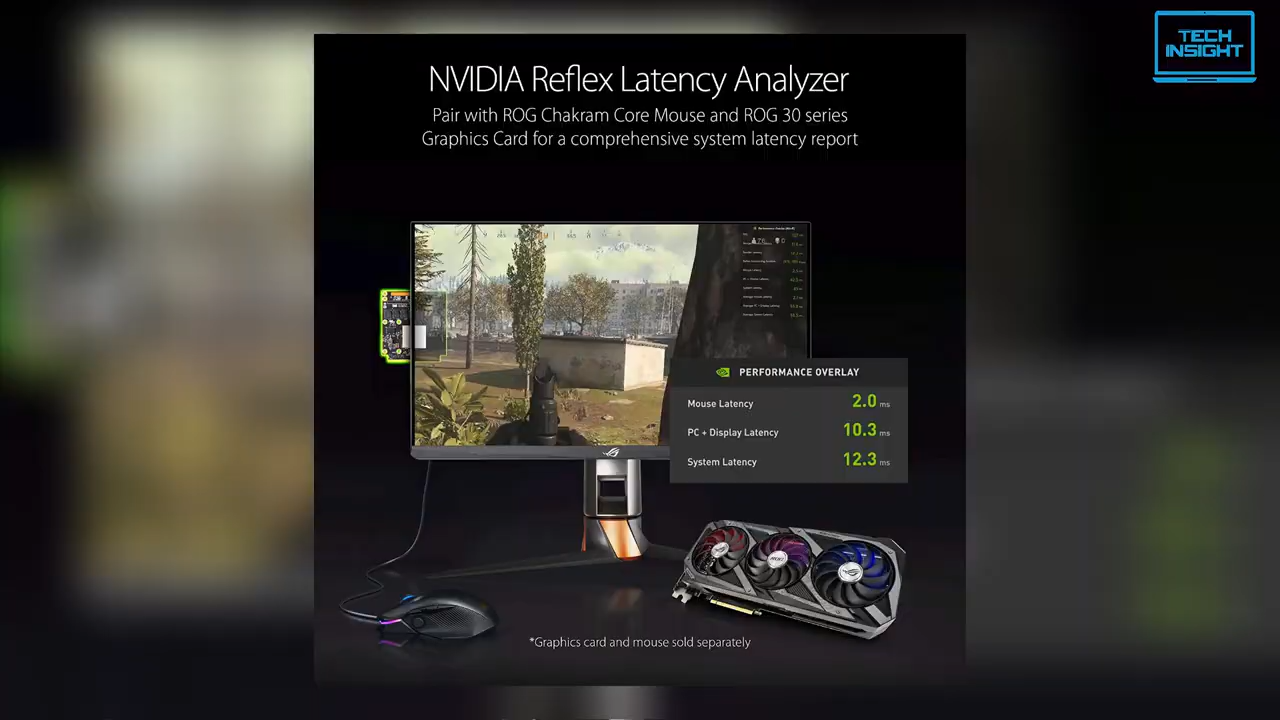 TECH
INSIGHT
NVIDIA Reflex Latency Analyzer
Pair with ROG Chakram Core Mouse and ROG 30 series
Graphics Card for a comprehensive system latency report
PERFORMANCE OVERLAY
Mouse Latency 2.0 ms
PC + Display Latency 10.3 ms
System Latency 12.3 ms
*Graphics card and mouse sold separately